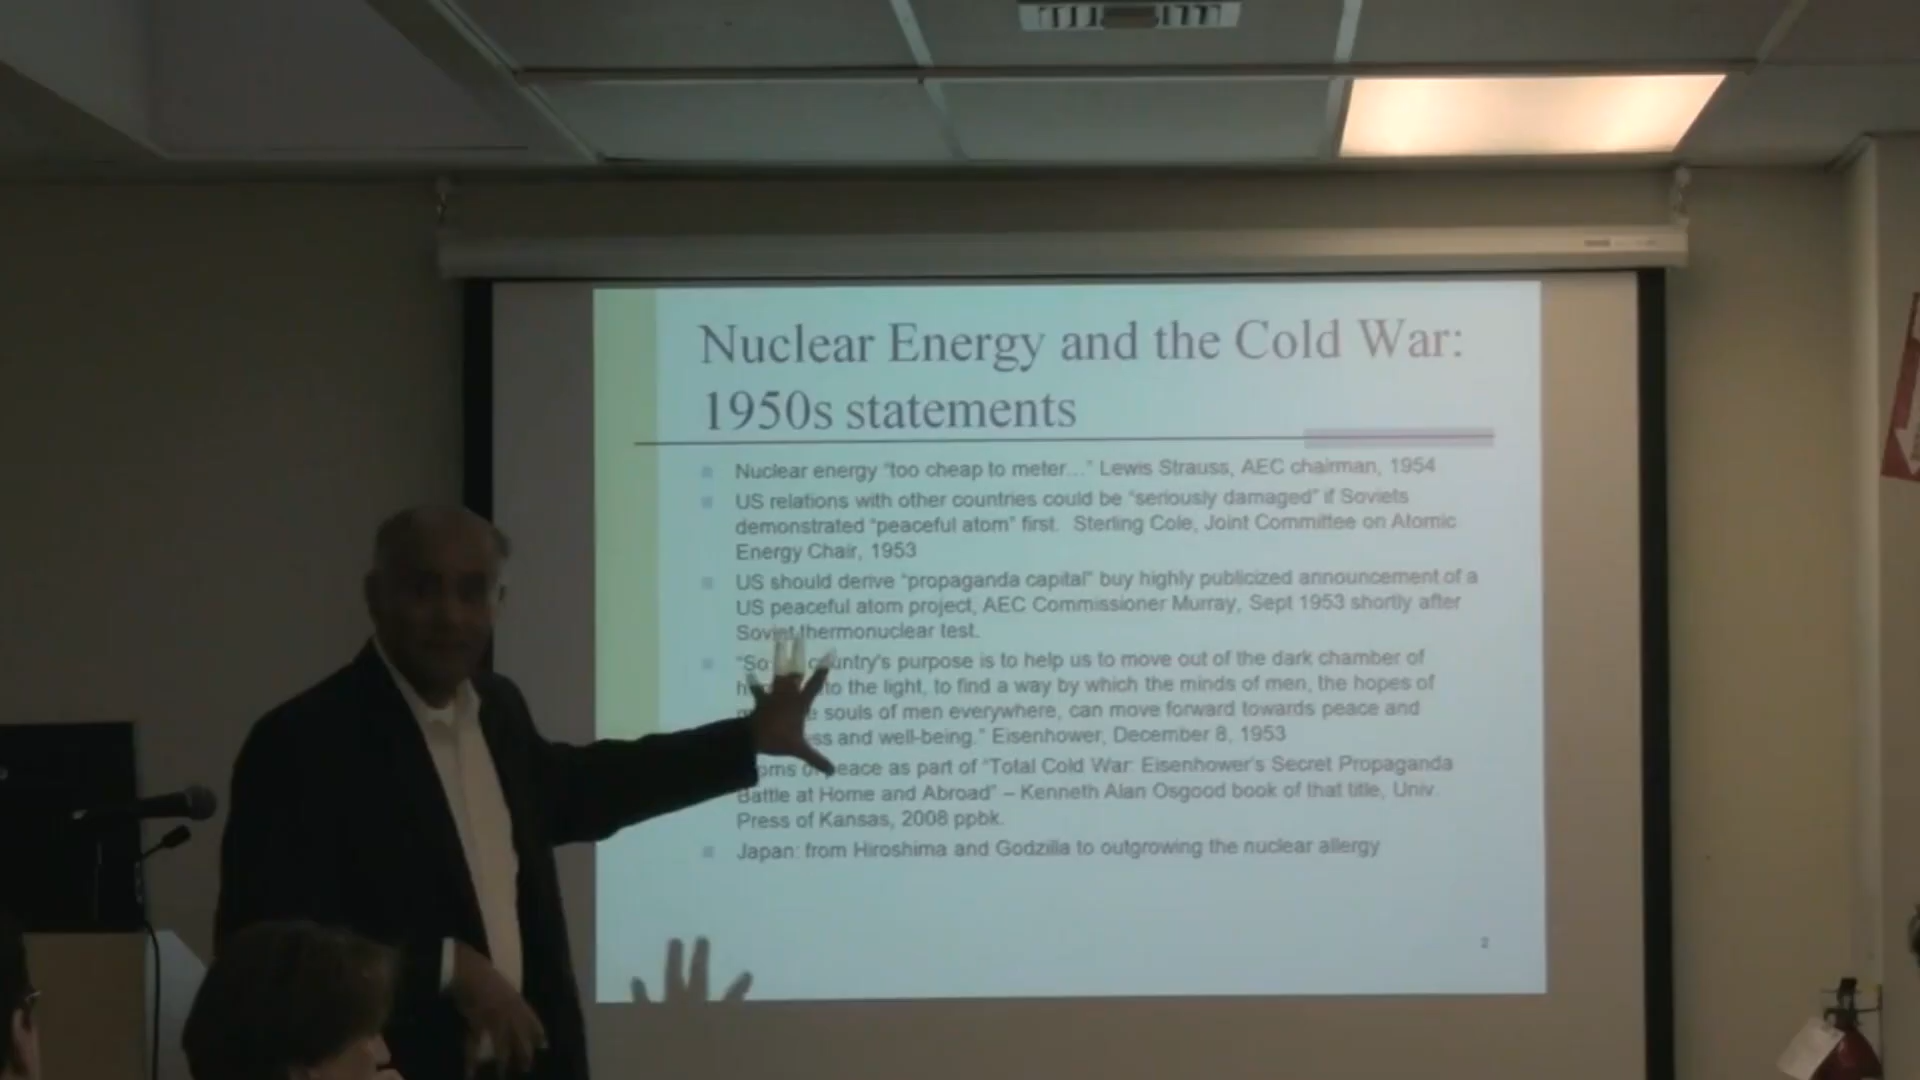 Nuclear Energy and the Cold War:
1950s statements
Nuclear energy "too cheap to meter..." Lewis Strauss, AEC chairman, 1954
US relations with other countries could be "seriously damaged" if Soviets
demonstrated "peaceful atom" first. Sterling Cole, Joint Committee on Atomic
Energy Chair, 1953
US should derive "propaganda capital" buy highly publicized announcement of a
US peaceful atom project, AEC Commissioner Murray, Sept 1953 shortly after
Soviet thermonuclear test.
"So country's purpose is to help us to move out of the dark chamber of
to the light, to find a way by which the minds of men, the hopes of
souls of men everywhere, can move forward towards peace and
and well-being." Eisenhower, December 8, 1953
peace as part of "Total Cold War: Eisenhower's Secret Propaganda
Battle at Home and Abroad" – Kenneth Alan Osgood book of that title, Univ.
Press of Kansas, 2008 ppbk.
Japan: from Hiroshima and Godzilla to outgrowing the nuclear allergy
2